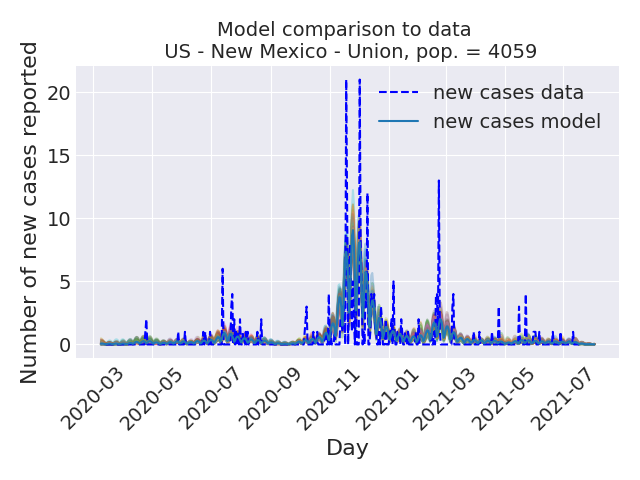 Model comparison to data
US - New Mexico - Union, pop. = 4059
Number of new cases reported
20
15
10
5
0
new cases data
new cases model
2020-03
2020-05
2020-07
2020-09
2020-11
2021-01
2021-03
2021-05
2021-07
Day